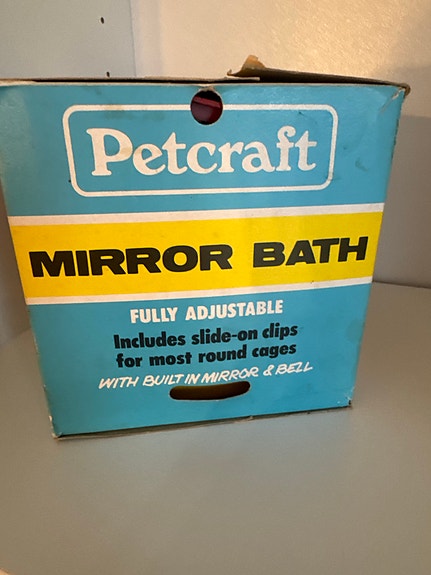 Petcraft
MIRROR BATH
FULLY ADJUSTABLE
Includes slide-on clips
for most round cages
WITH BUILT IN MIRROR & BELL